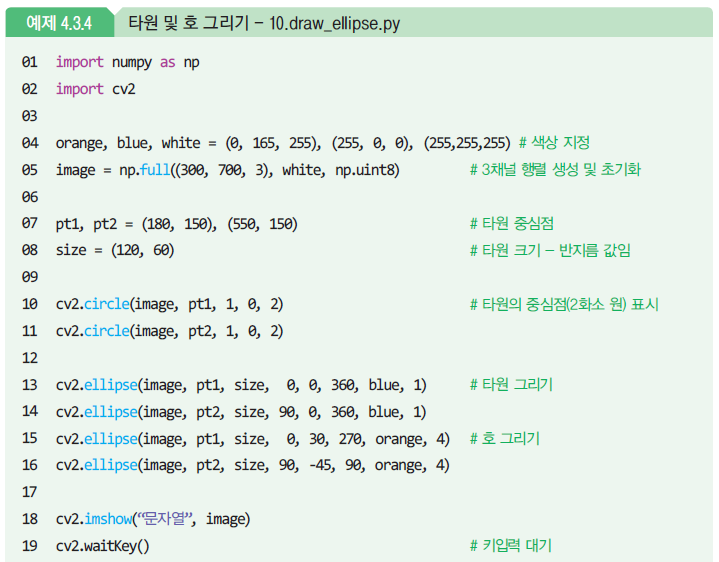 예제 4.3.4 타원 및 호 그리기 – 10.draw_ellipse.py
01 import numpy as np
02 import cv2
03
04 orange, blue, white = (0, 165, 255), (255, 0, 0), (255,255,255) # 색상 지정
05 image = np.full((300, 700, 3), white, np.uint8) # 3채널 행렬 생성 및 초기화
06
07 pt1, pt2 = (180, 150), (550, 150) # 타원 중심점
08 size = (120, 60) # 타원 크기 – 반지름 값임
09
10 cv2.circle(image, pt1, 1, 0, 2) # 타원의 중심점(2화소 원) 표시
11 cv2.circle(image, pt2, 1, 0, 2)
12
13 cv2.ellipse(image, pt1, size, 0, 0, 360, blue, 1) # 타원 그리기
14 cv2.ellipse(image, pt2, size, 90, 0, 360, blue, 1)
15 cv2.ellipse(image, pt1, size, 0, 30, 270, orange, 4) # 호 그리기
16 cv2.ellipse(image, pt2, size, 90, -45, 90, orange, 4)
17
18 cv2.imshow(“문자열”, image)
19 cv2.waitKey() # 키입력 대기